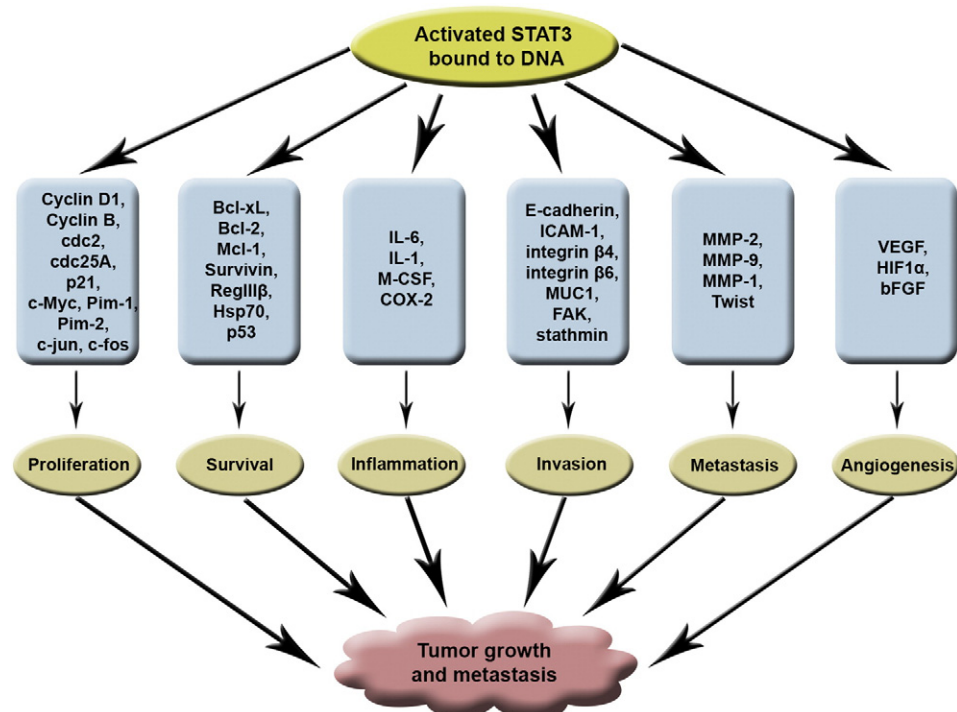 Activated STAT3
bound to DNA
Cyclin D1,
Cyclin B,
cdc2,
cdc25A,
p21,
c-Myc, Pim-1,
Pim-2,
c-jun, c-fos
Bcl-xL,
Bcl-2,
Mcl-1,
Survivin,
RegIIIβ,
Hsp70,
p53
IL-6,
IL-1,
M-CSF,
COX-2
E-cadherin,
ICAM-1,
integrin β4,
integrin β6,
MUC1,
FAK,
stathmin
MMP-2,
MMP-9,
MMP-1,
Twist
VEGF,
HIF1α,
bFGF
Proliferation
Survival
Inflammation
Invasion
Metastasis
Angiogenesis
Tumor growth
and metastasis